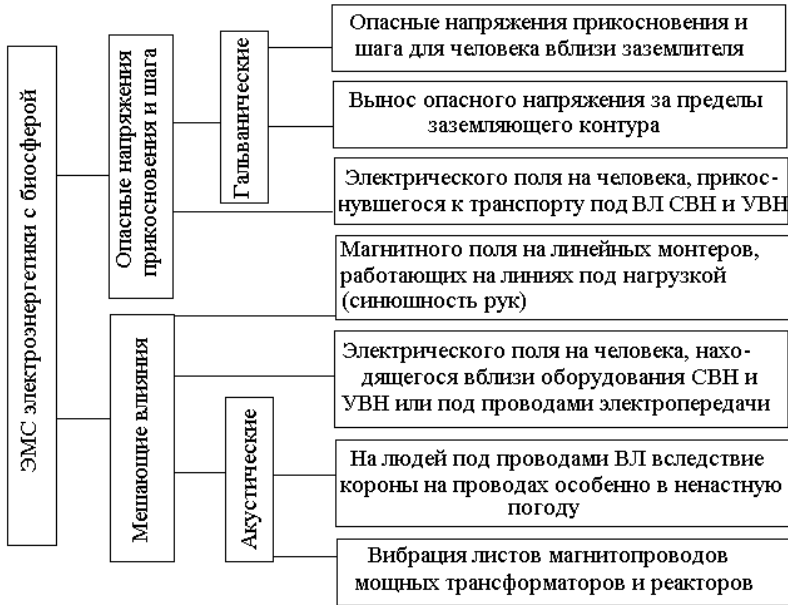 ЭМС электроэнергетики с биосферой
Опасные напряжения
прикосновения и шага
Гальванические
Опасные напряжения прикосновения и
шага для человека вблизи заземлителя
Вынос опасного напряжения за пределы
заземляющего контура
Электрического поля на человека, прикос-
нувшегося к транспорту под ВЛ СВН и УВН
Мешающие влияния
Магнитного поля на линейных монтеров,
работающих на линиях под нагрузкой
(синюшность рук)
Электрического поля на человека, нахо-
дящегося вблизи оборудования СВН и
УВН или под проводами электропередачи
Акустические
На людей под проводами ВЛ вследствие
короны на проводах особенно в ненастную
погоду
Вибрация листов магнитопроводов
мощных трансформаторов и реакторов